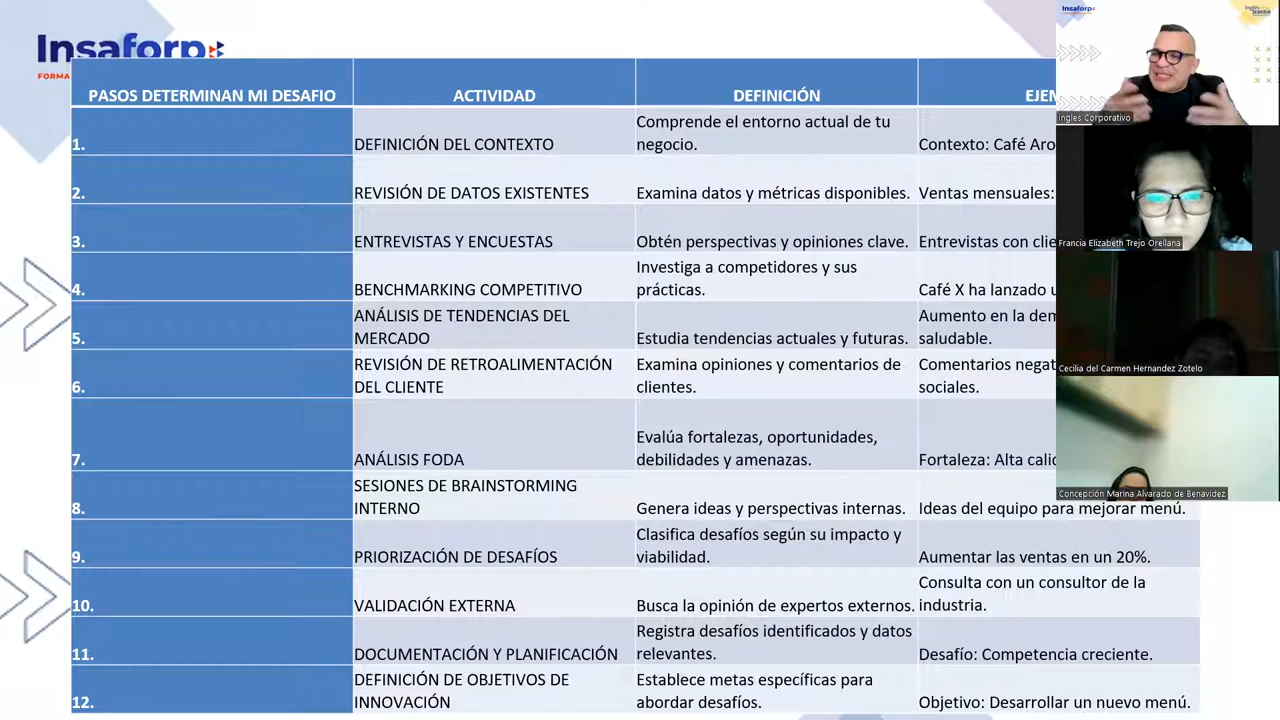 Insaforp
FORMA
PASOS DETERMINAN MI DESAFIO
ACTIVIDAD
DEFINICIÓN
1.
DEFINICIÓN DEL CONTEXTO
Comprende el entorno actual de tu
negocio.
Contexto: Café Aro
2.
REVISIÓN DE DATOS EXISTENTES
Examina datos y métricas disponibles.
Ventas mensuales:
3.
ENTREVISTAS Y ENCUESTAS
Obtén perspectivas y opiniones clave.
Entrevistas con clie
4.
BENCHMARKING COMPETITIVO
Investiga a competidores y sus
prácticas.
Café X ha lanzado
5.
ANÁLISIS DE TENDENCIAS DEL
MERCADO
Estudia tendencias actuales y futuras.
Aumento en la dem
saludable.
6.
REVISIÓN DE RETROALIMENTACIÓN
DEL CLIENTE
Examina opiniones y comentarios de
clientes.
Comentarios negat
sociales.
7.
ANÁLISIS FODA
Evalúa fortalezas, oportunidades,
debilidades y amenazas.
Fortaleza: Alta calid
8.
SESIONES DE BRAINSTORMING
INTERNO
Genera ideas y perspectivas internas.
Ideas del equipo para mejorar menú.
9.
PRIORIZACIÓN DE DESAFÍOS
Clasifica desafíos según su impacto y
viabilidad.
Aumentar las ventas en un 20%.
10.
VALIDACIÓN EXTERNA
Busca la opinión de expertos externos.
Consulta con un consultor de la
industria.
11.
DOCUMENTACIÓN Y PLANIFICACIÓN
Registra desafíos identificados y datos
relevantes.
Desafío: Competencia creciente.
12.
DEFINICIÓN DE OBJETIVOS DE
INNOVACIÓN
Establece metas específicas para
abordar desafíos.
Objetivo: Desarrollar un nuevo menú.
Insaforp
Ingles Corporativo
Francia Elizabeth Trejo Orellana
Cecilia del Carmen Hernandez Zotelo
Concepción Marina Alvarado de Benavidez